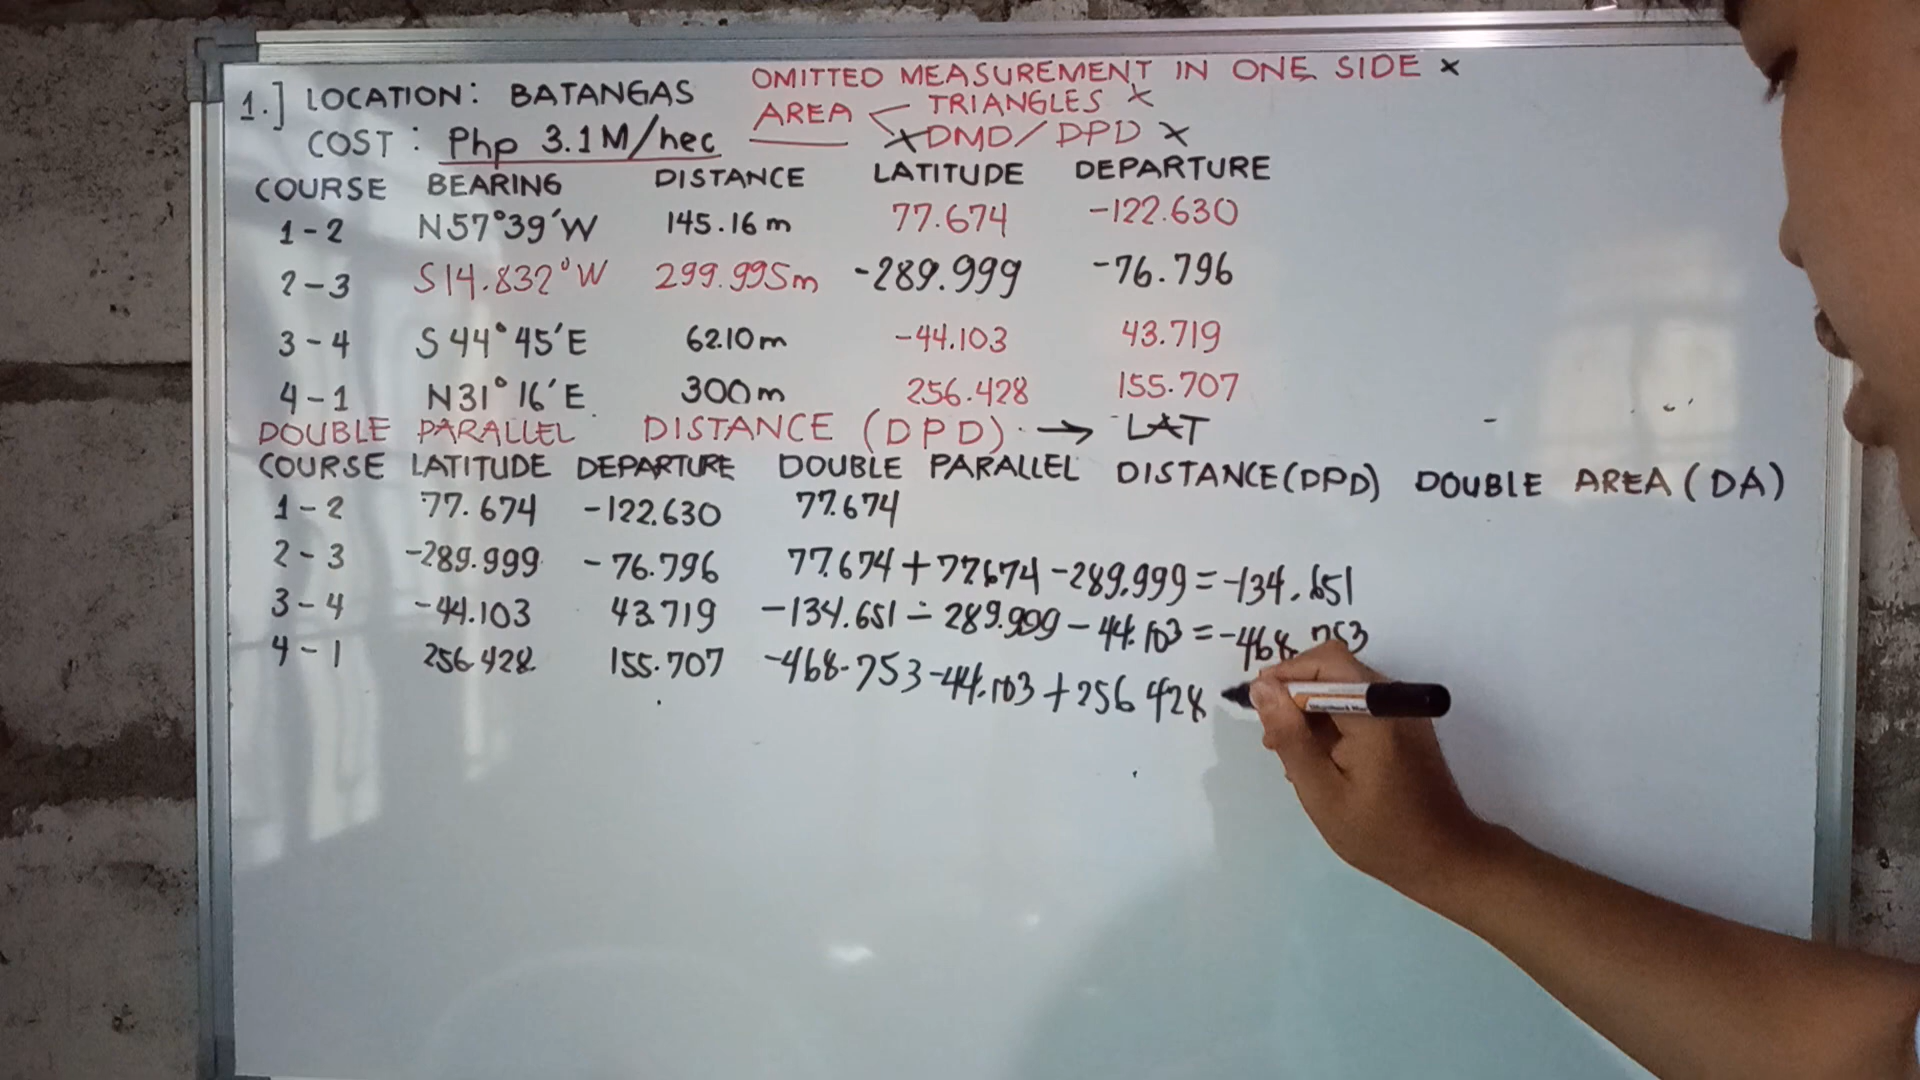 1.] LOCATION: BATANGAS OMITTED MEASUREMENT IN ONE SIDE x
AREA TRIANGLES x
COST: Php 3.1M/hec x DMD/DPD x
COURSE BEARING DISTANCE LATITUDE DEPARTURE
1-2 N57°39'W 145.16m 77.674 -122.630
2-3 S14.832°W 299.995m -289.999 -76.796
3-4 S44°45'E 62.10m -44.103 43.719
4-1 N31°16'E 300m 256.428 155.707
DOUBLE PARALLEL DISTANCE (DPD) → LAT
COURSE LATITUDE DEPARTURE DOUBLE PARALLEL DISTANCE(DPD) DOUBLE AREA(DA)
1-2 77.674 -122.630 77.674
2-3 -289.999 -76.796 77.674+77.674-289.999=-134.651
3-4 -44.103 43.719 -134.651-289.999-44.103=-468.753
4-1 256.428 155.707 -468.753-44.103+256.428